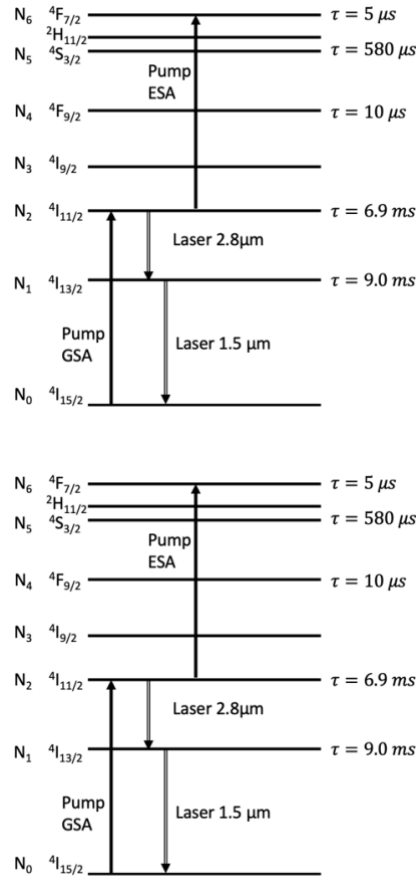 N₆ ⁴F₇/₂ τ = 5 μs
²H₁₁/₂
N₅ ⁴S₃/₂ τ = 580 μs
Pump
ESA
N₄ ⁴F₉/₂ τ = 10 μs
N₃ ⁴I₉/₂
N₂ ⁴I₁₁/₂ τ = 6.9 ms
Laser 2.8μm
N₁ ⁴I₁₃/₂ τ = 9.0 ms
Pump
GSA
Laser 1.5 μm
N₀ ⁴I₁₅/₂
N₆ ⁴F₇/₂ τ = 5 μs
²H₁₁/₂
N₅ ⁴S₃/₂ τ = 580 μs
Pump
ESA
N₄ ⁴F₉/₂ τ = 10 μs
N₃ ⁴I₉/₂
N₂ ⁴I₁₁/₂ τ = 6.9 ms
Laser 2.8μm
N₁ ⁴I₁₃/₂ τ = 9.0 ms
Pump
GSA
Laser 1.5 μm
N₀ ⁴I₁₅/₂